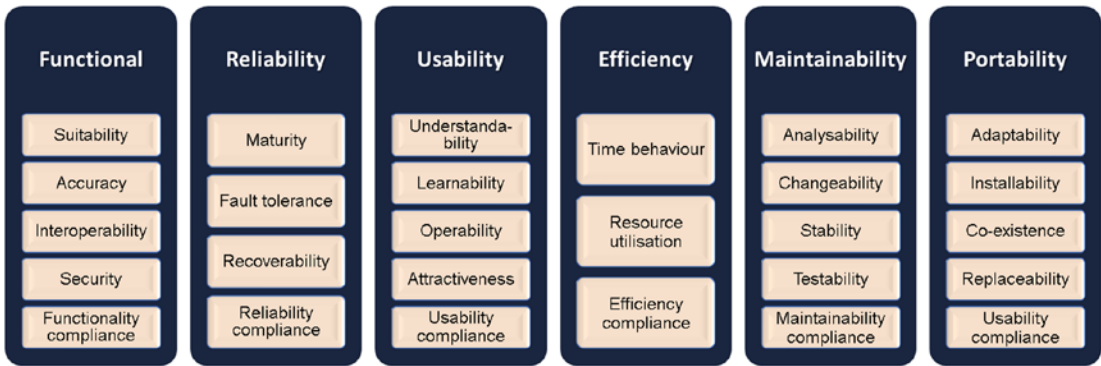 Functional
Suitability
Accuracy
Interoperability
Security
Functionality
compliance
Reliability
Maturity
Fault tolerance
Recoverability
Reliability
compliance
Usability
Understanda-
bility
Learnability
Operability
Attractiveness
Usability
compliance
Efficiency
Time behaviour
Resource
utilisation
Efficiency
compliance
Maintainability
Analysability
Changeability
Stability
Testability
Maintainability
compliance
Portability
Adaptability
Installability
Co-existence
Replaceability
Usability
compliance